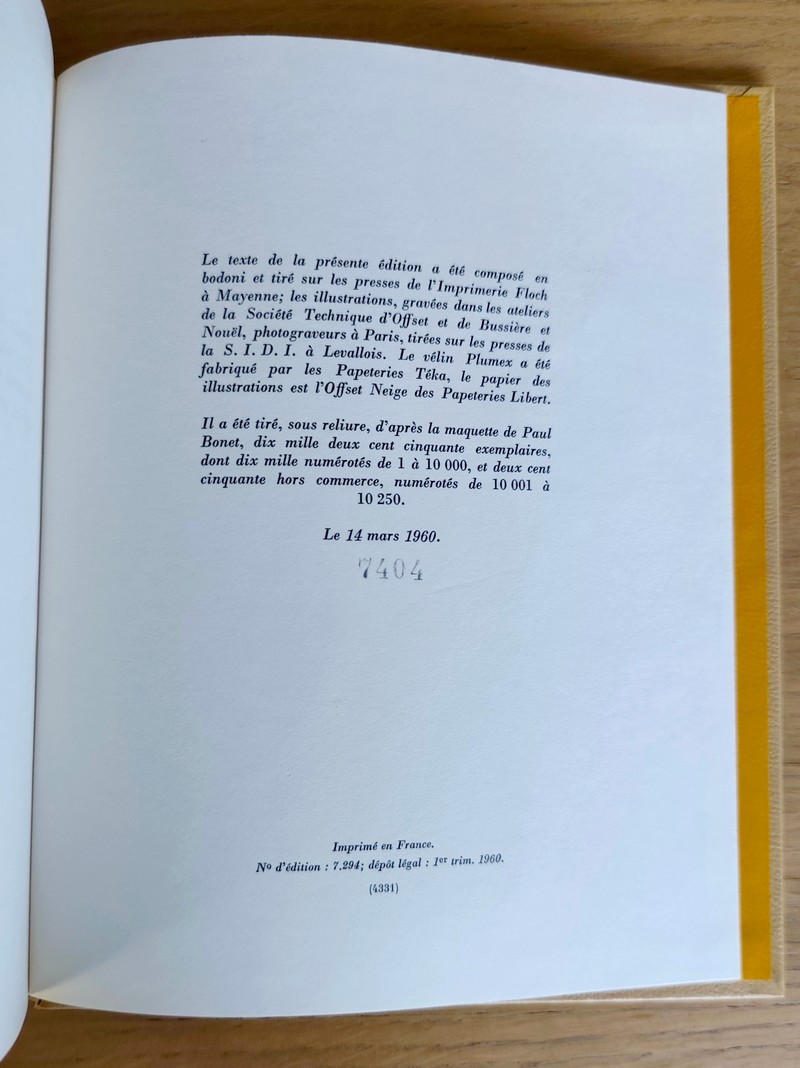 Le texte de la présente édition a été composé en
bodoni et tiré sur les presses de l'Imprimerie Floch
à Mayenne; les illustrations, gravées dans les ateliers
de la Société Technique d'Offset et de Bussière et
Nouël, photograveurs à Paris, tirées sur les presses de
la S. I. D. I. à Levallois. Le vélin Plumex a été
fabriqué par les Papeteries Téka, le papier des
illustrations est l'Offset Neige des Papeteries Libert.
Il a été tiré, sous reliure, d'après la maquette de Paul
Bonet, dix mille deux cent cinquante exemplaires,
dont dix mille numérotés de 1 à 10 000, et deux cent
cinquante hors commerce, numérotés de 10 001 à
10 250.
Le 14 mars 1960.
7404
Imprimé en France.
Nº d'édition : 7.294; dépôt légal : 1er trim. 1960.
(4331)